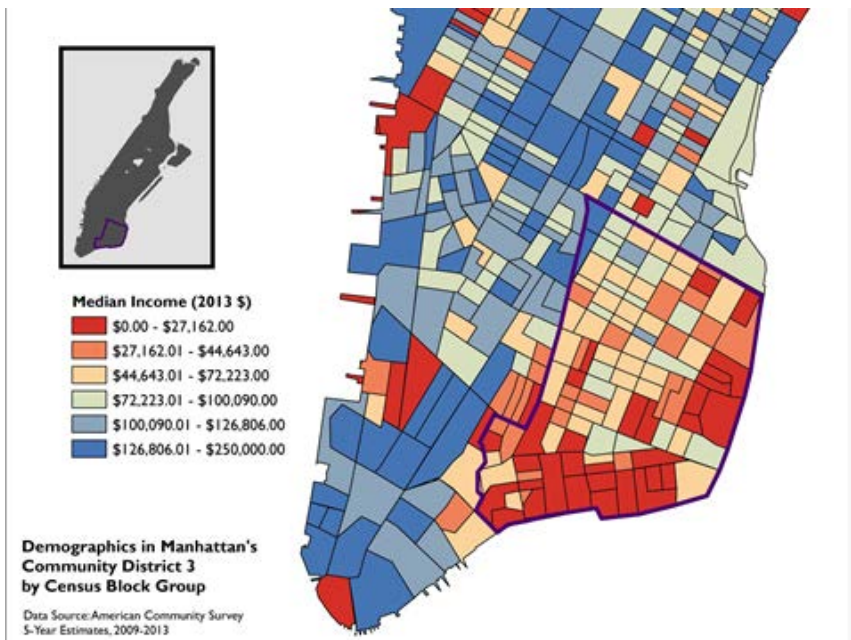 Median Income (2013 $)
$0.00 - $27,162.00
$27,162.01 - $44,643.00
$44,643.01 - $72,223.00
$72,223.01 - $100,090.00
$100,090.01 - $126,806.00
$126,806.01 - $250,000.00
Demographics in Manhattan's
Community District 3
by Census Block Group
Data Source: American Community Survey
5-Year Estimates, 2009-2013